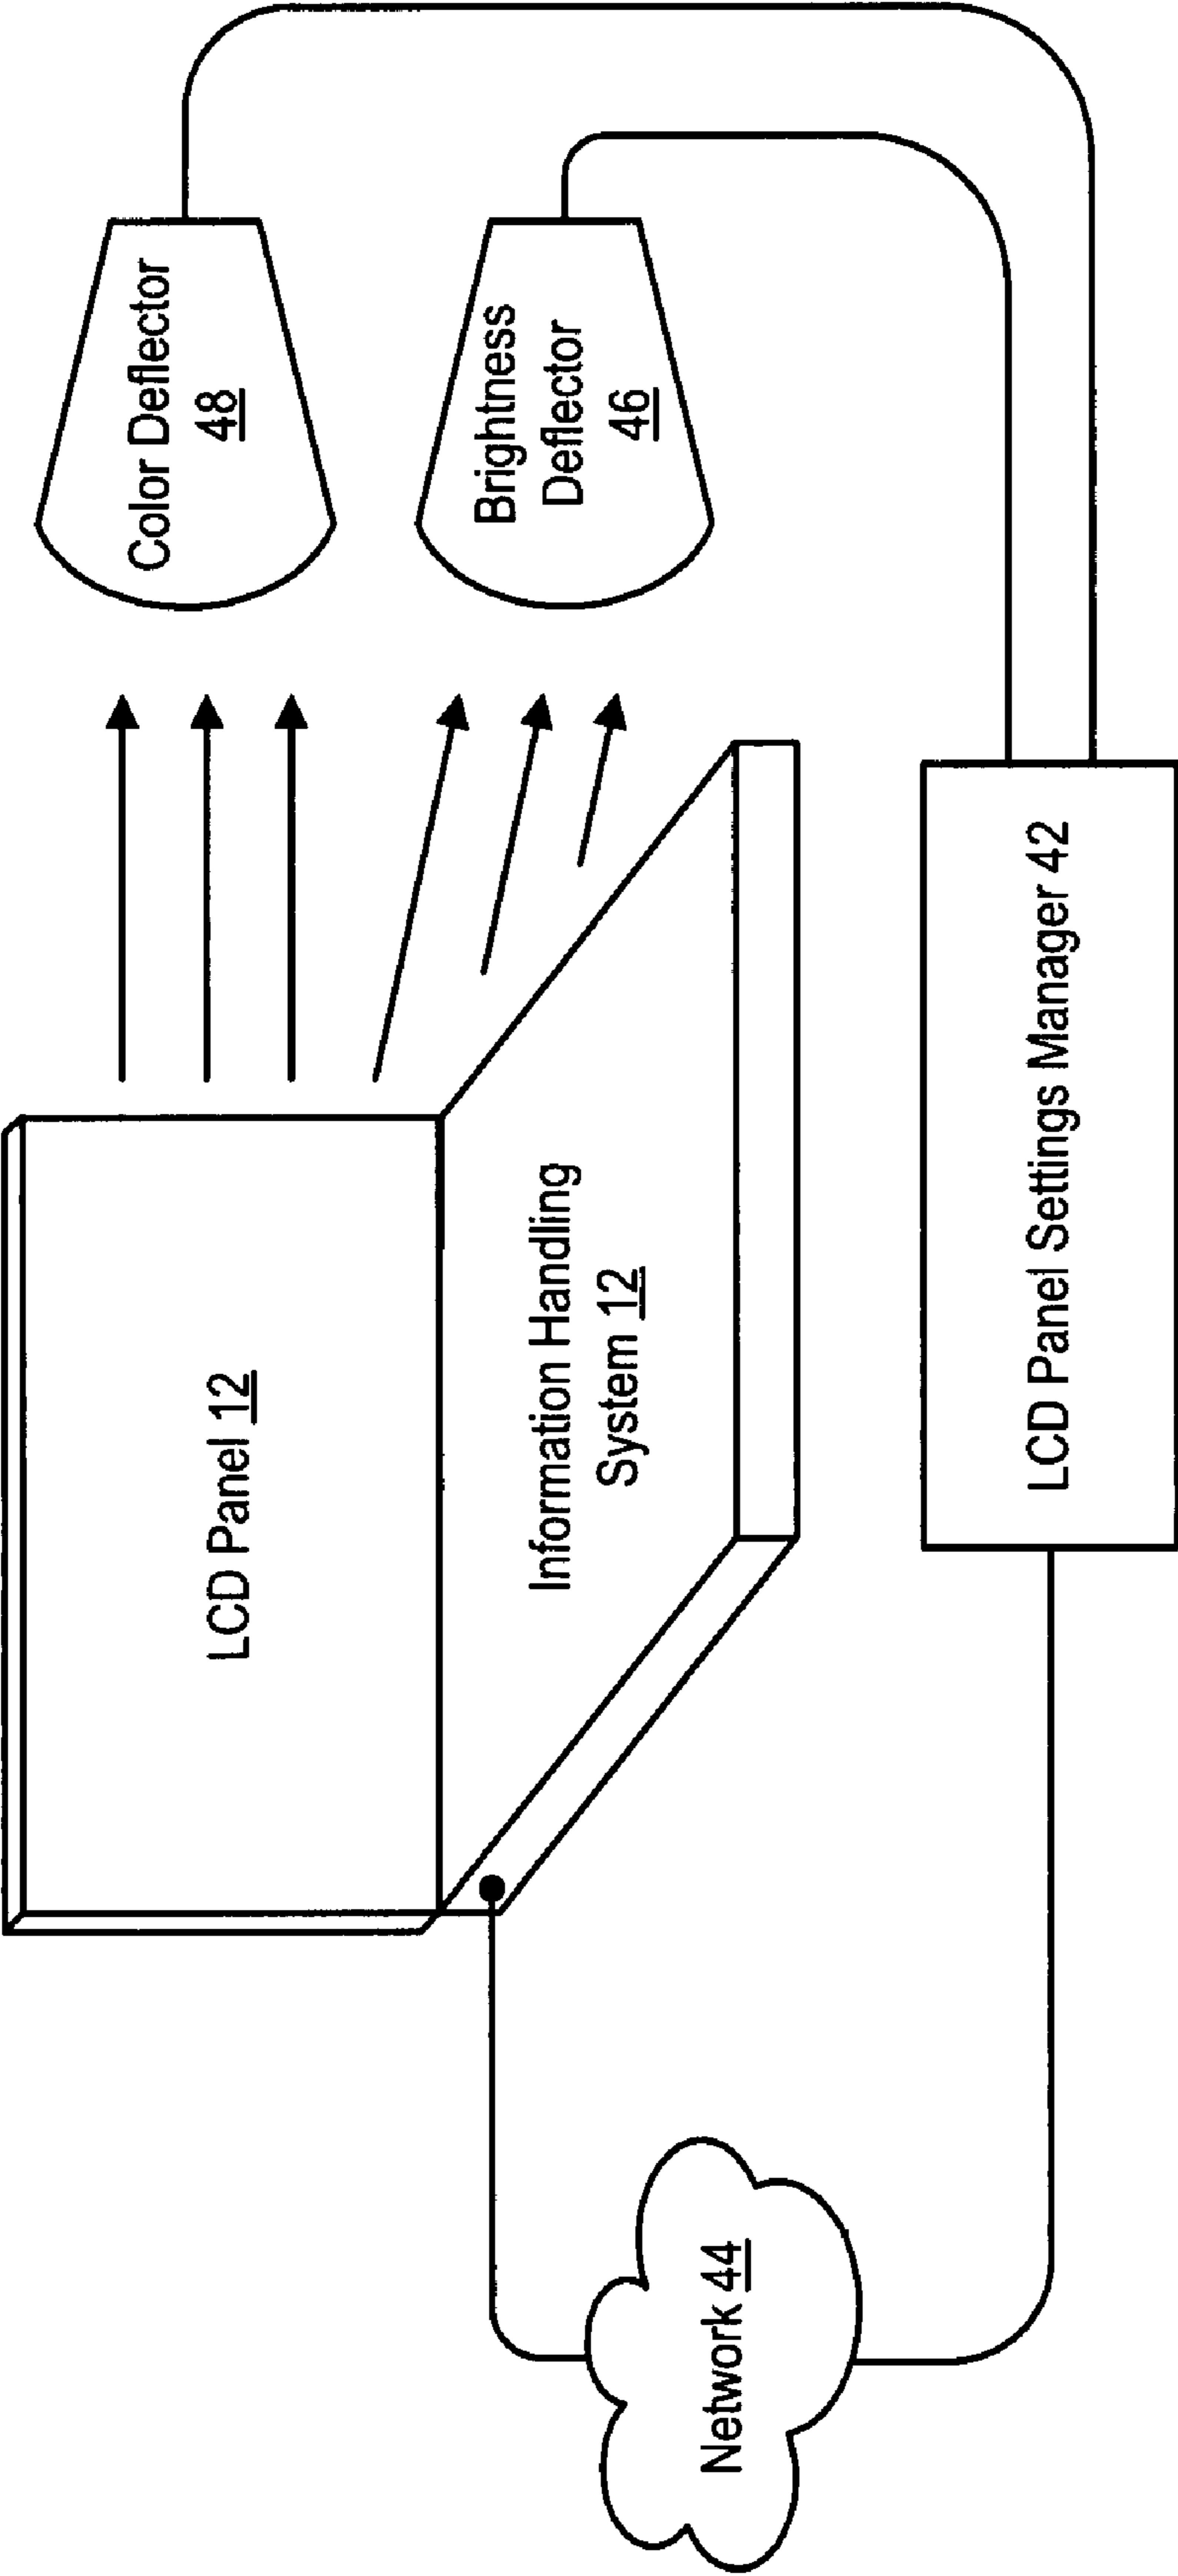 Color Deflector
48
Brightness
Deflector
46
LCD Panel 12
Information Handling
System 12
LCD Panel Settings Manager 42
Network 44